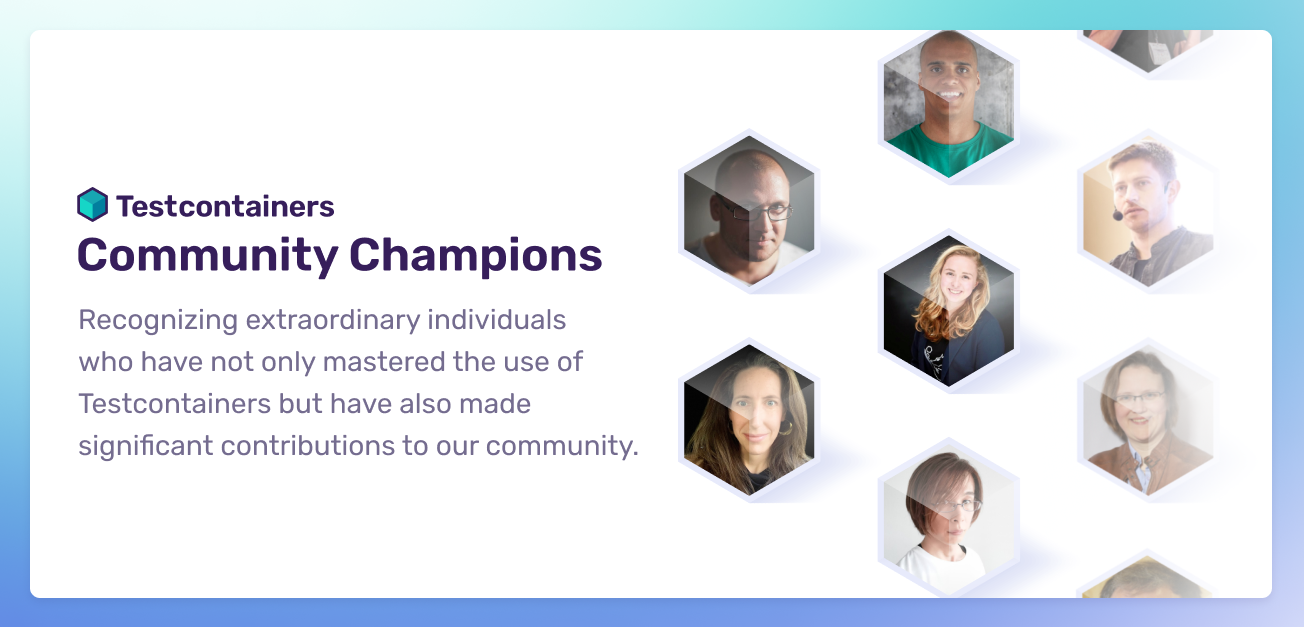 Testcontainers
Community Champions
Recognizing extraordinary individuals
who have not only mastered the use of
Testcontainers but have also made
significant contributions to our community.